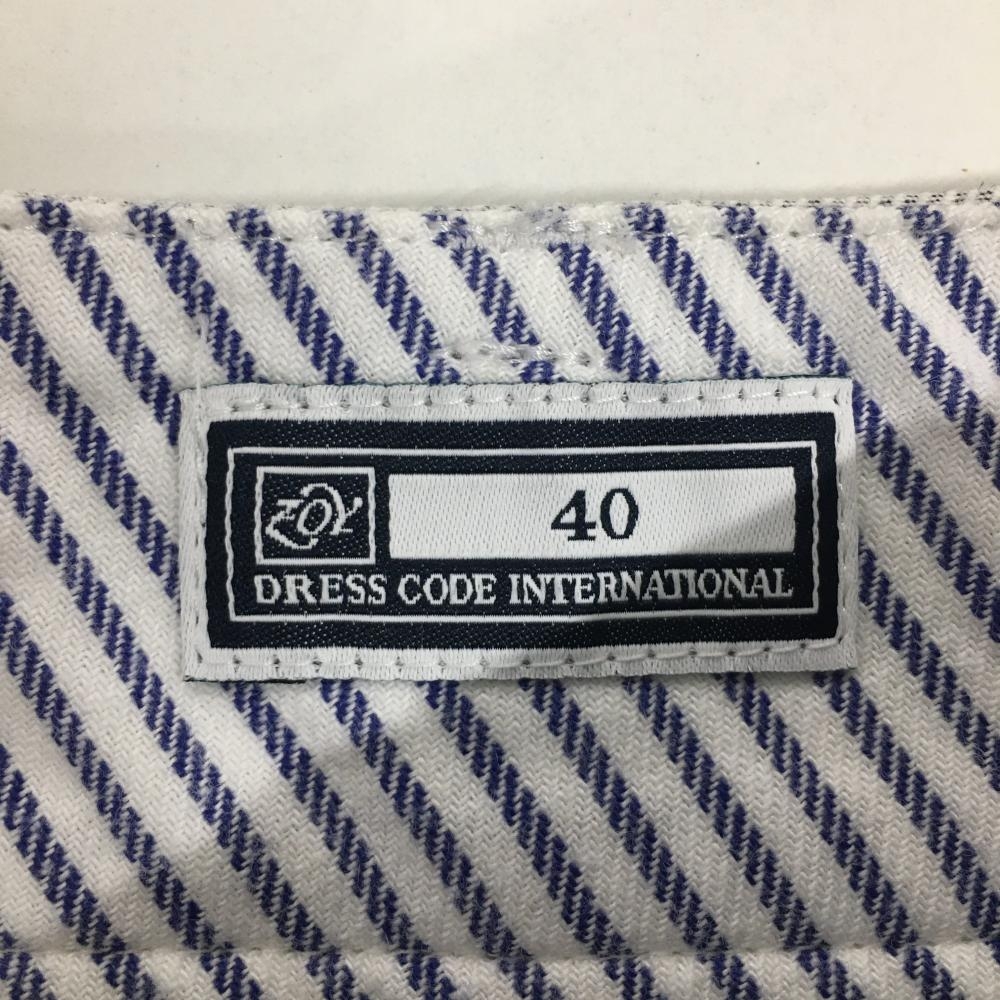 ZOY
40
DRESS CODE INTERNATIONAL